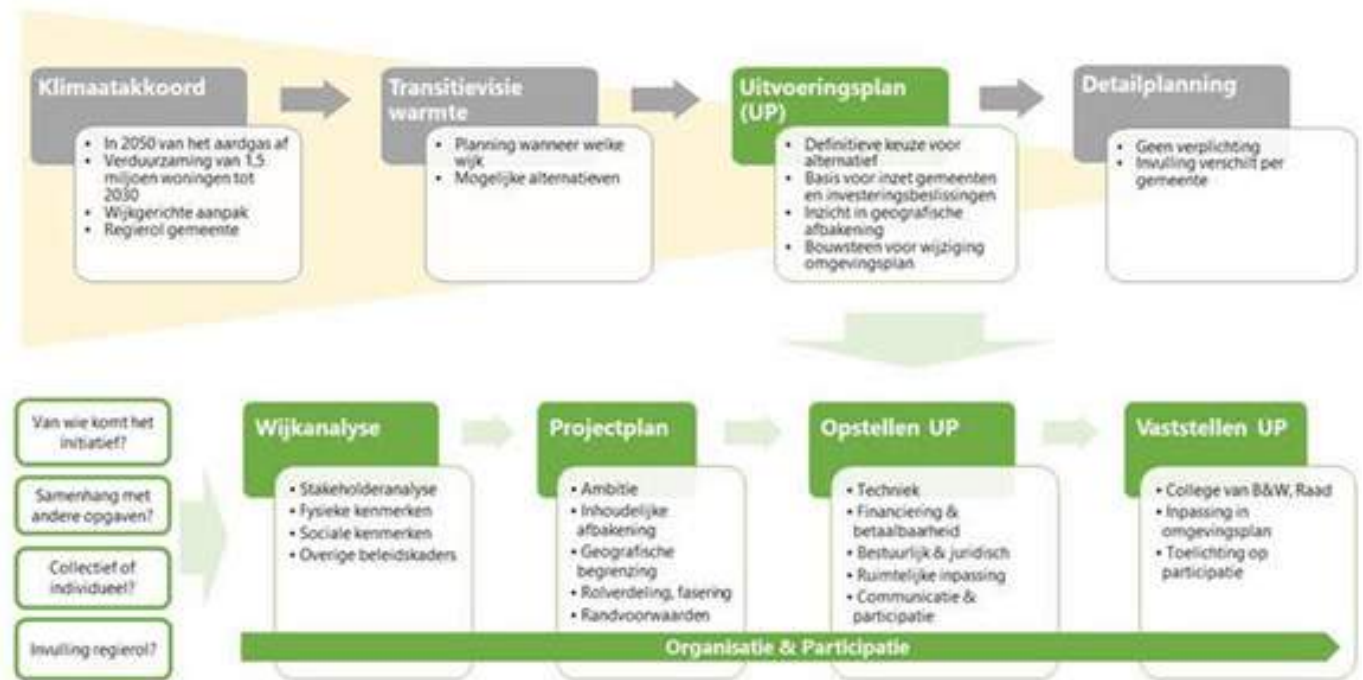 Klimaatakkoord
• In 2050 van het aardgas af
• Verduurzaming van 1,5
miljoen woningen tot
2030
• Wijkgerichte aanpak
• Regierol gemeente
Transitievisie
warmte
• Planning wanneer welke
wijk
• Mogelijke alternatieven
Uitvoeringsplan
(UP)
• Definitieve keuze voor
alternatief
• Basis voor inzet gemeenten
en investeringsbeslissingen
• Inzicht in geografische
afbakening
• Bouwsteen voor wijziging
omgevingsplan
Detailplanning
• Geen verplichting
• Invulling verschilt per
gemeente
Van wie komt het
initiatief?
Samenhang met
andere opgaven?
Collectief of
individueel?
Invulling regierol?
Wijkanalyse
• Stakeholderanalyse
• Fysieke kenmerken
• Sociale kenmerken
• Overige beleidskaders
Projectplan
• Ambitie
• Inhoudelijke
afbakening
• Geografische
begrenzing
• Rolverdeling, fasering
• Randvoorwaarden
Opstellen UP
• Techniek
• Financiering &
betaalbaarheid
• Bestuurlijk & juridisch
• Ruimtelijke inpassing
• Communicatie &
participatie
Vaststellen UP
• College van B&W, Raad
• Inpassing in
omgevingsplan
• Toelichting op
participatie
Organisatie & Participatie